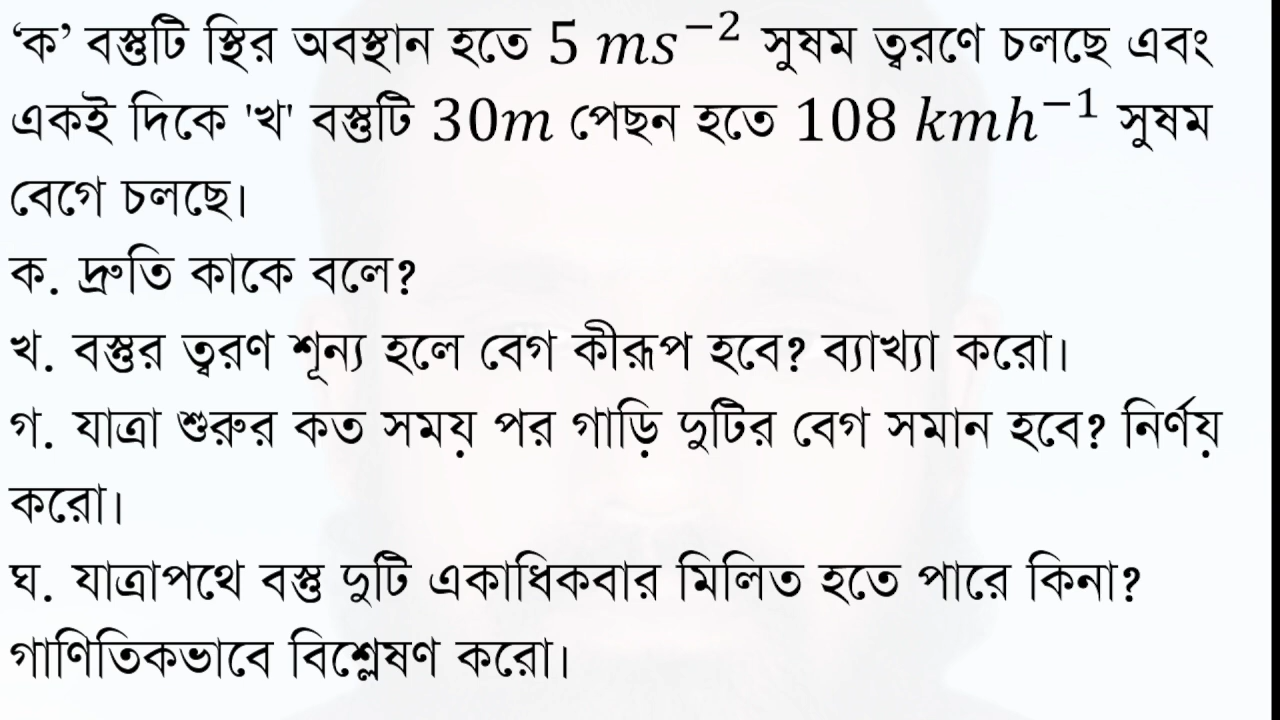 ‘ক’ বস্তুটি স্থির অবস্থান হতে 5 ms⁻² সুষম ত্বরণে চলছে এবং
একই দিকে 'খ' বস্তুটি 30m পেছন হতে 108 kmh⁻¹ সুষম
বেগে চলছে।
ক. দ্রুতি কাকে বলে?
খ. বস্তুর ত্বরণ শূন্য হলে বেগ কীরূপ হবে? ব্যাখ্যা করো।
গ. যাত্রা শুরুর কত সময় পর গাড়ি দুটির বেগ সমান হবে? নির্ণয়
করো।
ঘ. যাত্রাপথে বস্তু দুটি একাধিকবার মিলিত হতে পারে কিনা?
গাণিতিকভাবে বিশ্লেষণ করো।